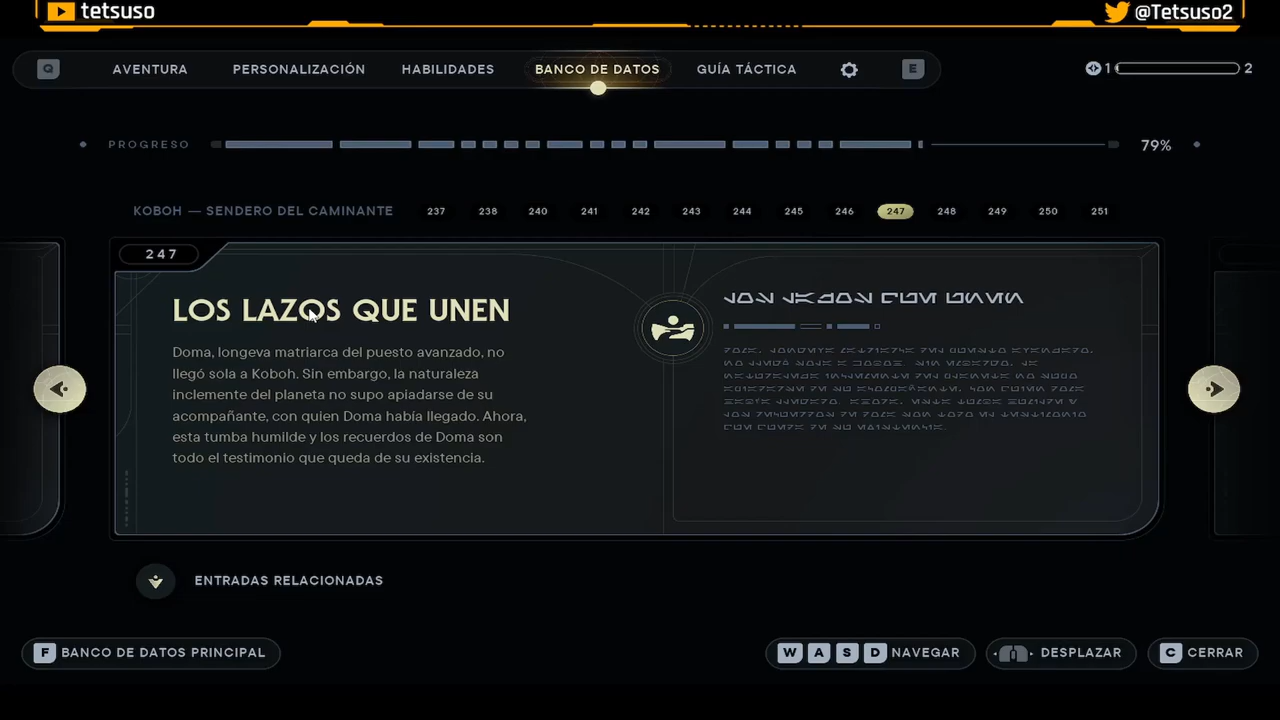 tetsuso
@Tetsuso2
Q AVENTURA PERSONALIZACIÓN HABILIDADES BANCO DE DATOS GUÍA TÁCTICA E 1 2
PROGRESO 79%
KOBOH — SENDERO DEL CAMINANTE 237 238 240 241 242 243 244 245 246 247 248 249 250 251
247
LOS LAZOS QUE UNEN
Doma, longeva matriarca del puesto avanzado, no
llegó sola a Koboh. Sin embargo, la naturaleza
inclemente del planeta no supo apiadarse de su
acompañante, con quien Doma había llegado. Ahora,
esta tumba humilde y los recuerdos de Doma son
todo el testimonio que queda de su existencia.
ENTRADAS RELACIONADAS
F BANCO DE DATOS PRINCIPAL
W A S D NAVEGAR
DESPLAZAR
C CERRAR